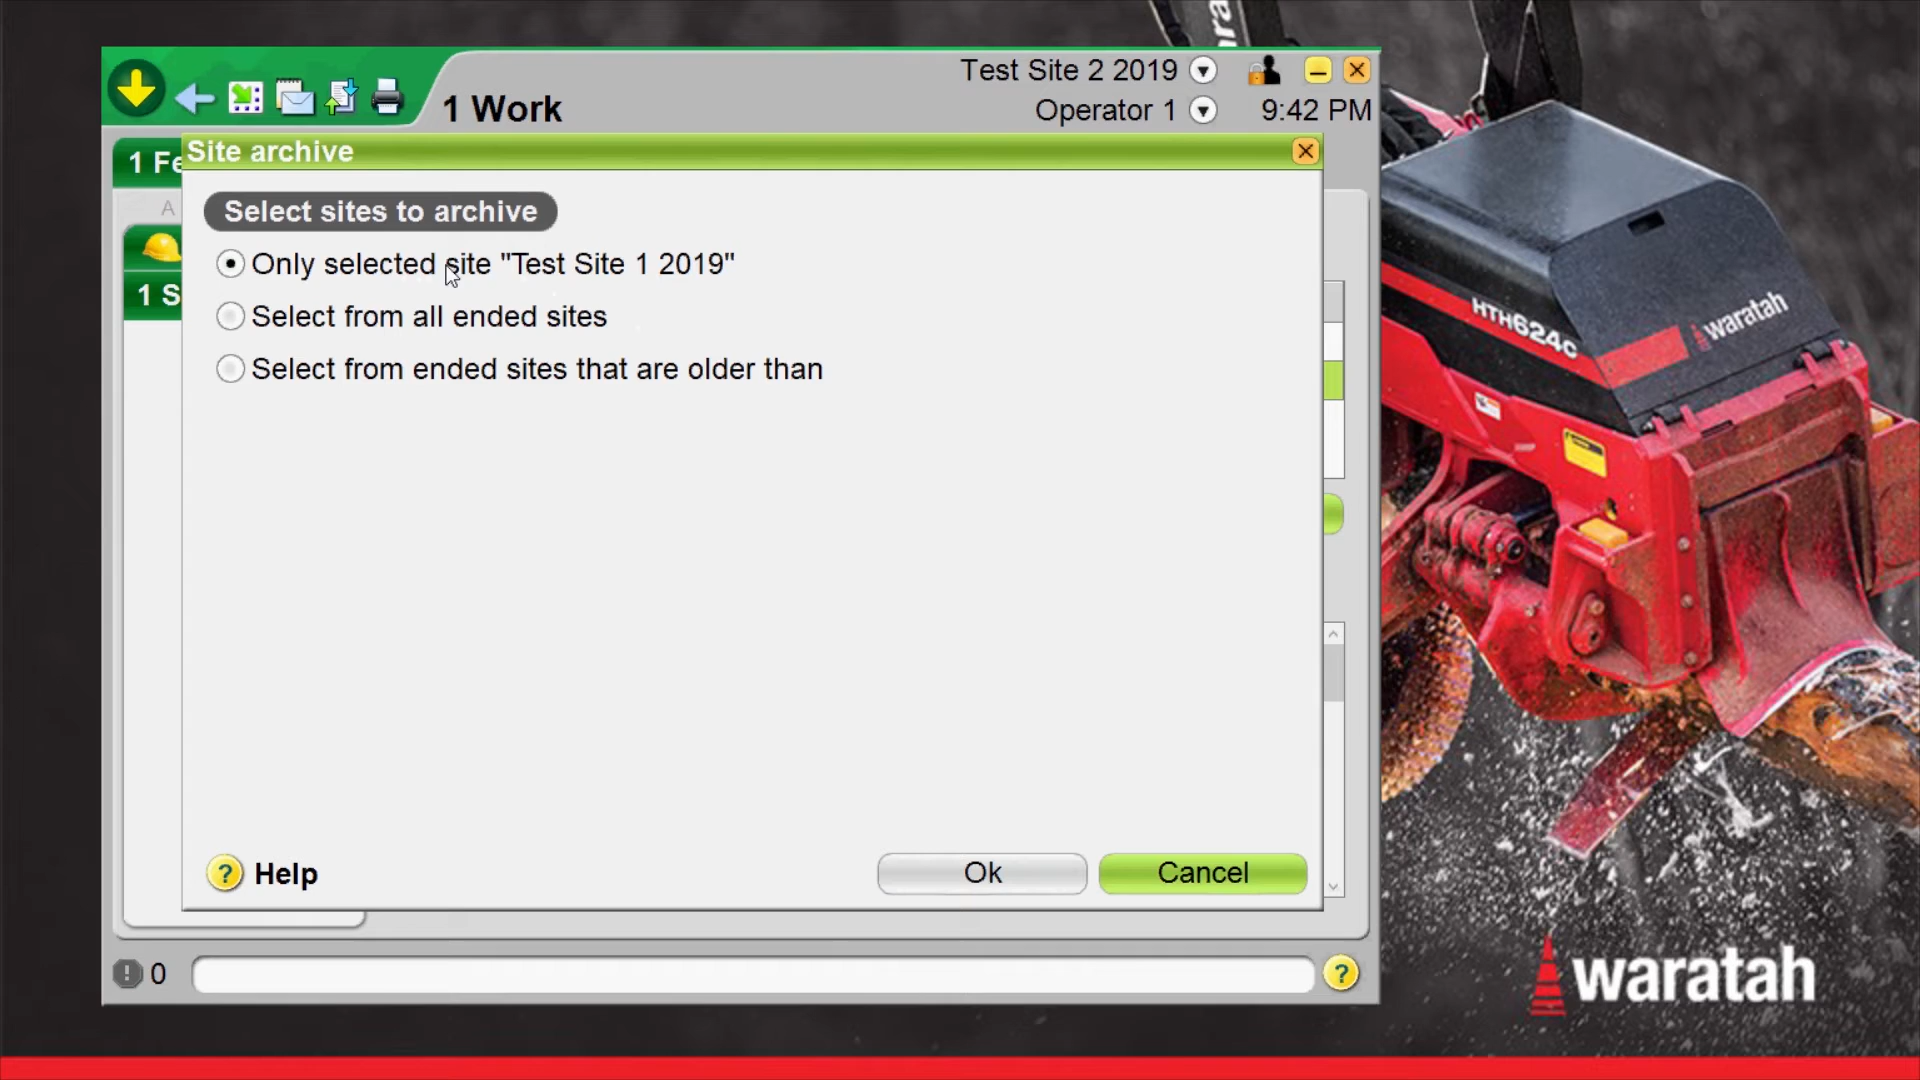 Test Site 2 2019
1 Work
Operator 1
9:42 PM
1 Fe
Site archive
A
Select sites to archive
Only selected site "Test Site 1 2019"
1 S
Select from all ended sites
Select from ended sites that are older than
? Help
Ok
Cancel
! 0
?
HTH624C
waratah
waratah